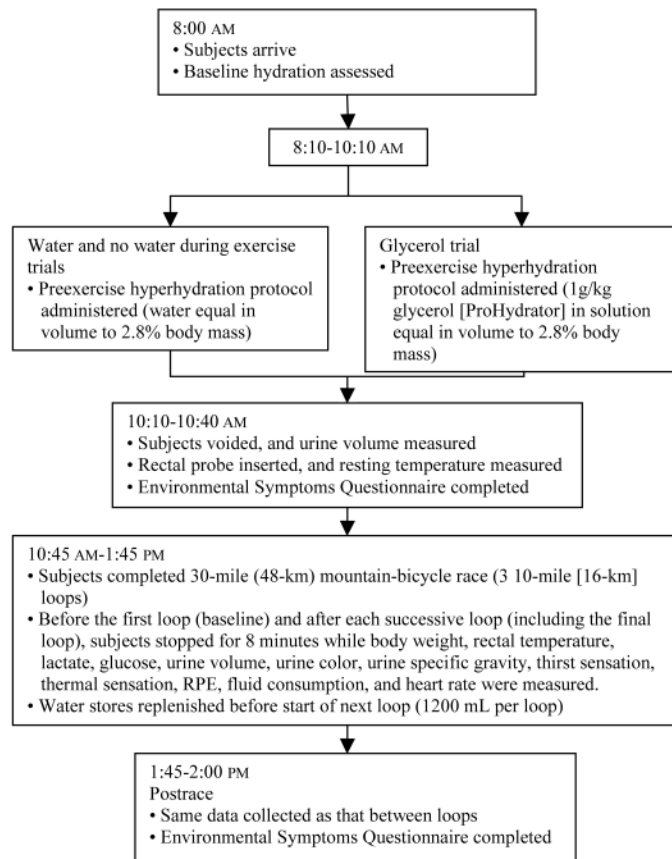 8:00 AM
• Subjects arrive
• Baseline hydration assessed
8:10-10:10 AM
Water and no water during exercise
trials
• Preexercise hyperhydration protocol
administered (water equal in
volume to 2.8% body mass)
Glycerol trial
• Preexercise hyperhydration
protocol administered (1g/kg
glycerol [ProHydrator] in solution
equal in volume to 2.8% body
mass)
10:10-10:40 AM
• Subjects voided, and urine volume measured
• Rectal probe inserted, and resting temperature measured
• Environmental Symptoms Questionnaire completed
10:45 AM-1:45 PM
• Subjects completed 30-mile (48-km) mountain-bicycle race (3 10-mile [16-km]
loops)
• Before the first loop (baseline) and after each successive loop (including the final
loop), subjects stopped for 8 minutes while body weight, rectal temperature,
lactate, glucose, urine volume, urine color, urine specific gravity, thirst sensation,
thermal sensation, RPE, fluid consumption, and heart rate were measured.
• Water stores replenished before start of next loop (1200 mL per loop)
1:45-2:00 PM
Postrace
• Same data collected as that between loops
• Environmental Symptoms Questionnaire completed